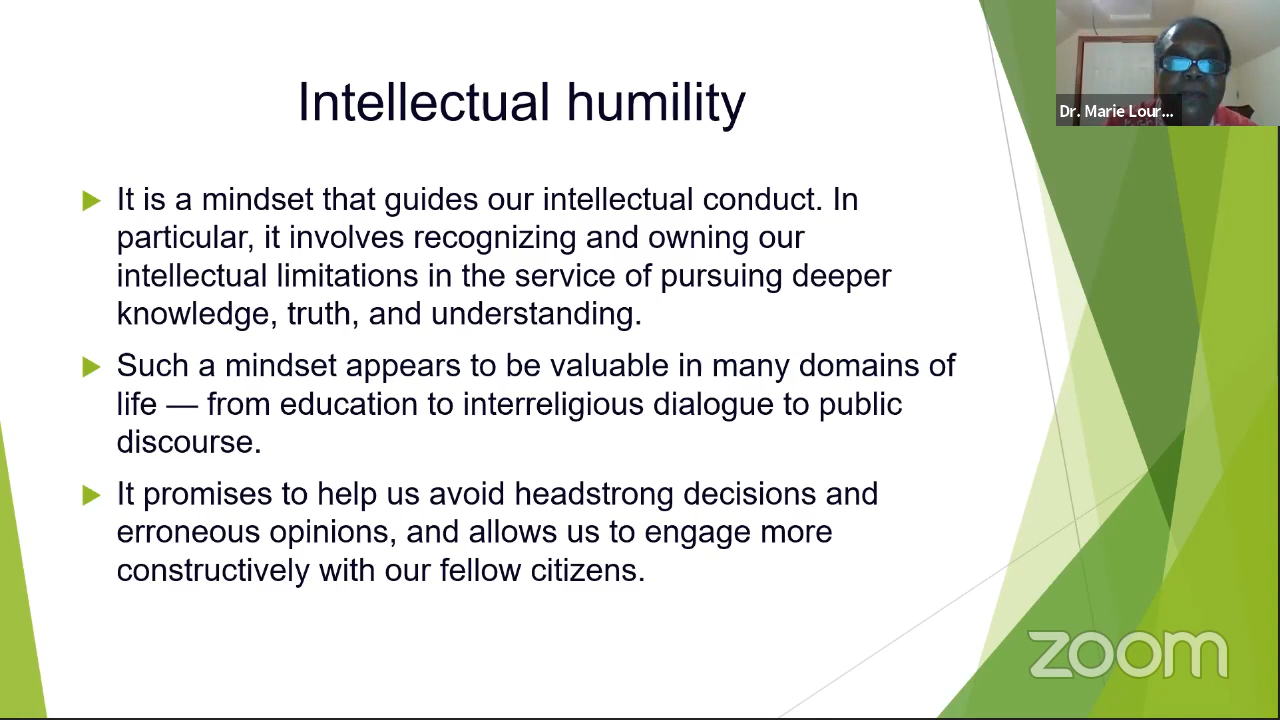 Intellectual humility
It is a mindset that guides our intellectual conduct. In
particular, it involves recognizing and owning our
intellectual limitations in the service of pursuing deeper
knowledge, truth, and understanding.
Such a mindset appears to be valuable in many domains of
life — from education to interreligious dialogue to public
discourse.
It promises to help us avoid headstrong decisions and
erroneous opinions, and allows us to engage more
constructively with our fellow citizens.
Dr. Marie Lour...
zoom